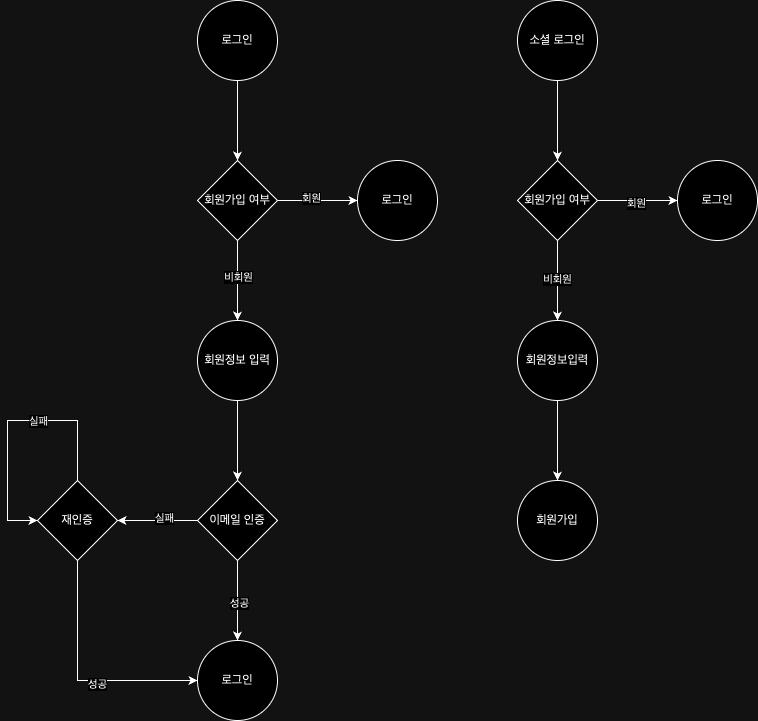 로그인
소셜 로그인
회원가입 여부
회원
로그인
회원가입 여부
회원
로그인
비회원
비회원
회원정보 입력
회원정보입력
실패
재인증
실패
이메일 인증
회원가입
성공
성공
로그인